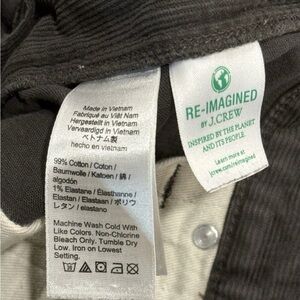 Made in Vietnam
Fabriqué au Viêt Nam
Hergestellt in Vietnam
Vervaardigd in Vietnam
ベトナム製
hecho en vietnam
99% Cotton / Coton /
Baumwolle / Katoen / 綿 /
algodón
1% Elastane / Élasthanne /
Elastan / Elastaan / ポリウ
レタン / elastano
Machine Wash Cold With
Like Colors. Non-Chlorine
Bleach Only. Tumble Dry
Low. Iron on Lowest
Setting.
RE-IMAGINED
BY J.CREW
INSPIRED BY THE PLANET
AND ITS PEOPLE
Learn more at
jcrew.com/reimagined